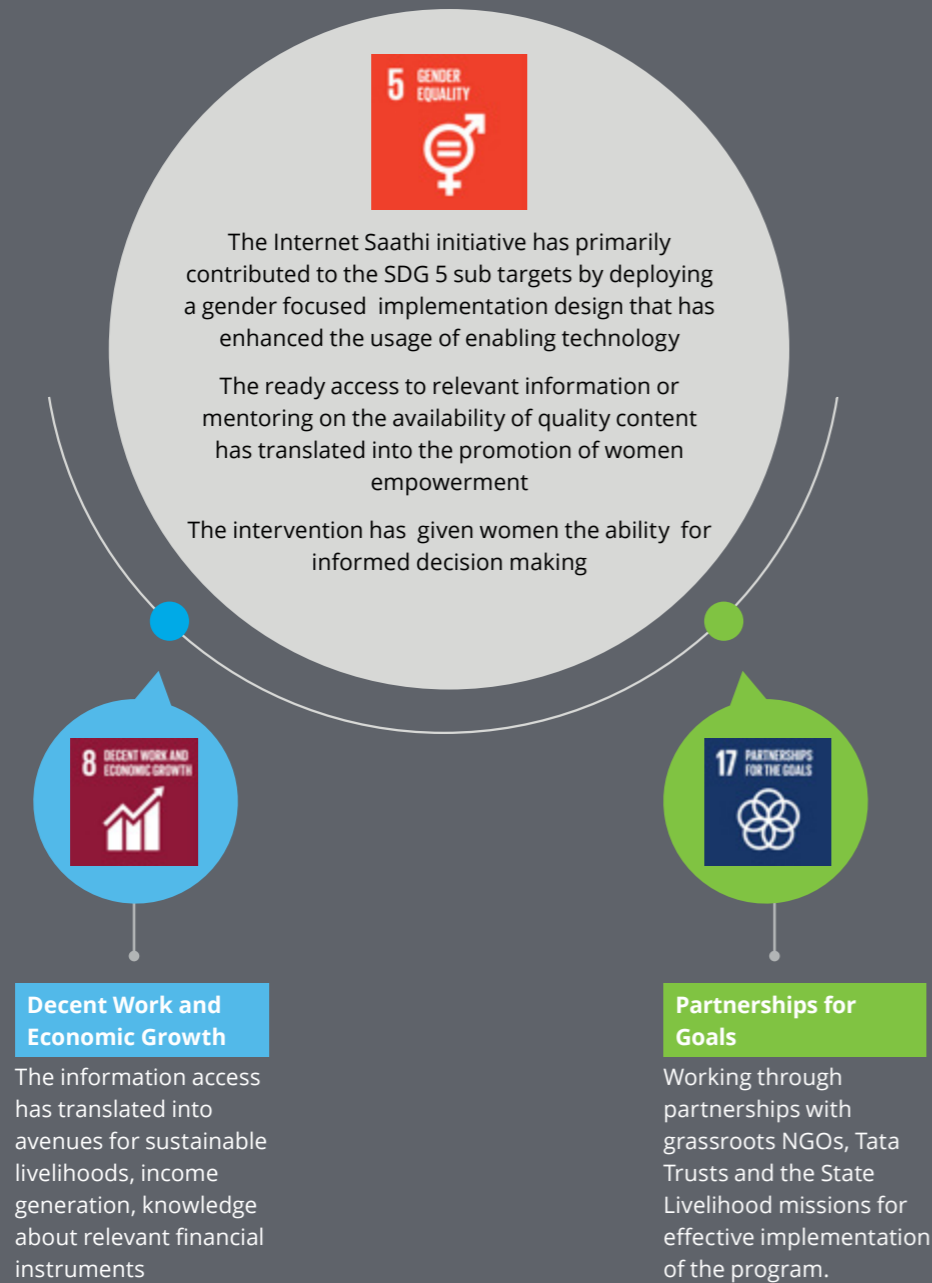 5 GENDER
EQUALITY
The Internet Saathi initiative has primarily
contributed to the SDG 5 sub targets by deploying
a gender focused implementation design that has
enhanced the usage of enabling technology
The ready access to relevant information or
mentoring on the availability of quality content
has translated into the promotion of women
empowerment
The intervention has given women the ability for
informed decision making
8 DECENT WORK AND
ECONOMIC GROWTH
Decent Work and
Economic Growth
The information access
has translated into
avenues for sustainable
livelihoods, income
generation, knowledge
about relevant financial
instruments
17 PARTNERSHIPS
FOR THE GOALS
Partnerships for
Goals
Working through
partnerships with
grassroots NGOs, Tata
Trusts and the State
Livelihood missions for
effective implementation
of the program.